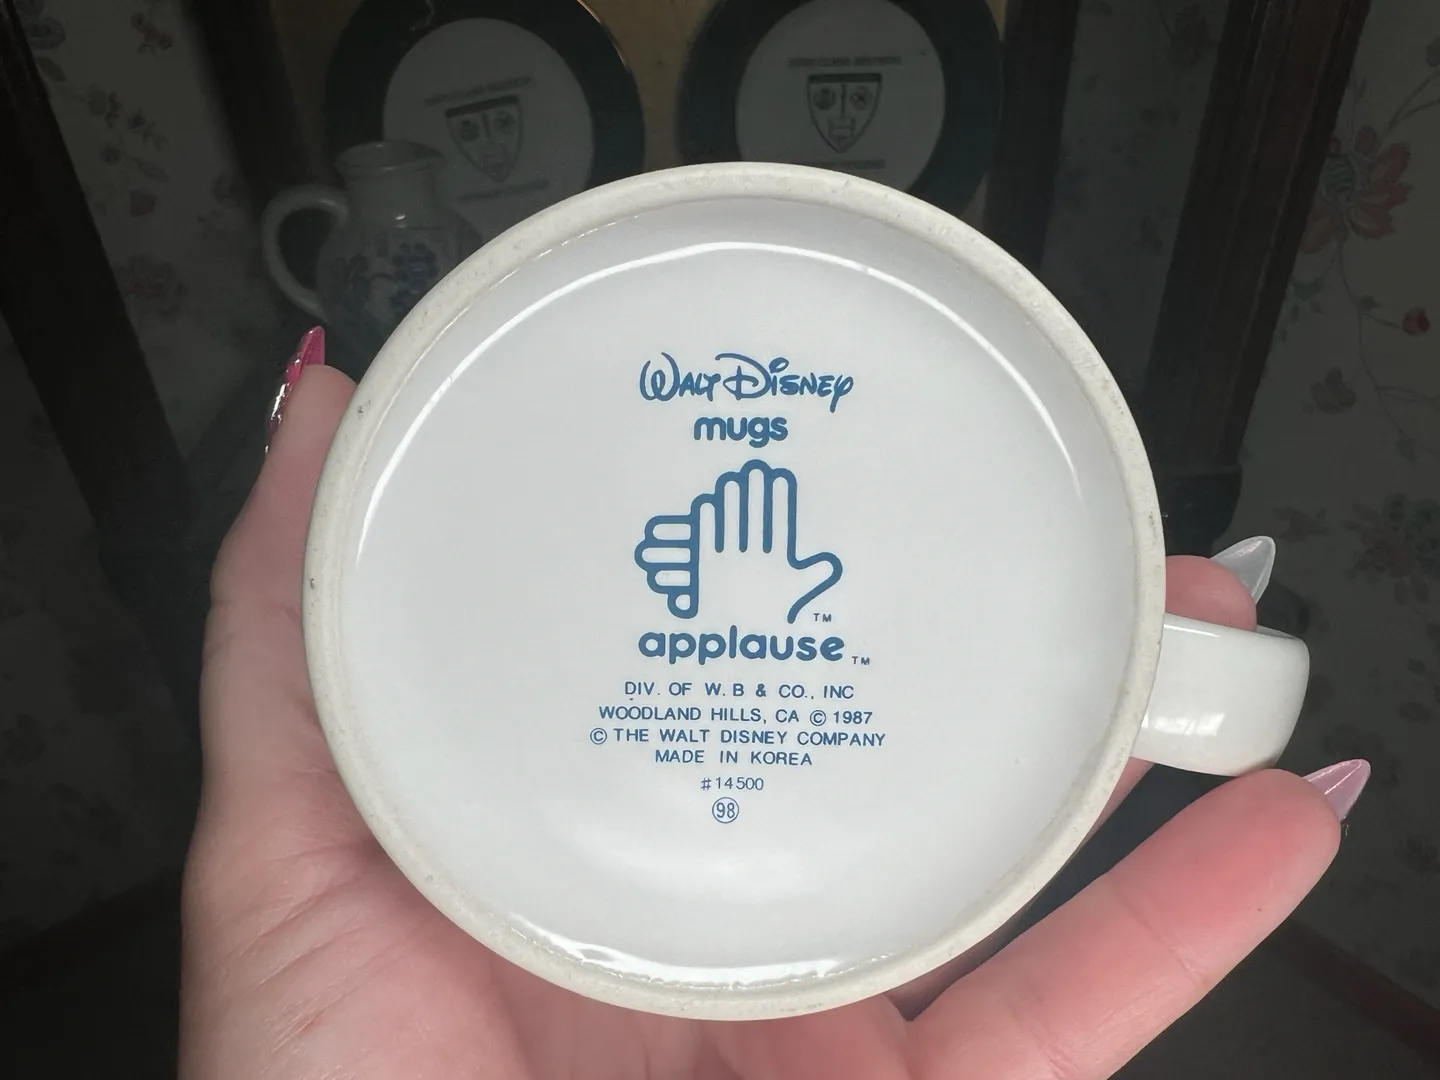 Walt Disney
mugs
TM
applause TM
DIV. OF W. B & CO., INC
WOODLAND HILLS, CA © 1987
© THE WALT DISNEY COMPANY
MADE IN KOREA
#14500
98